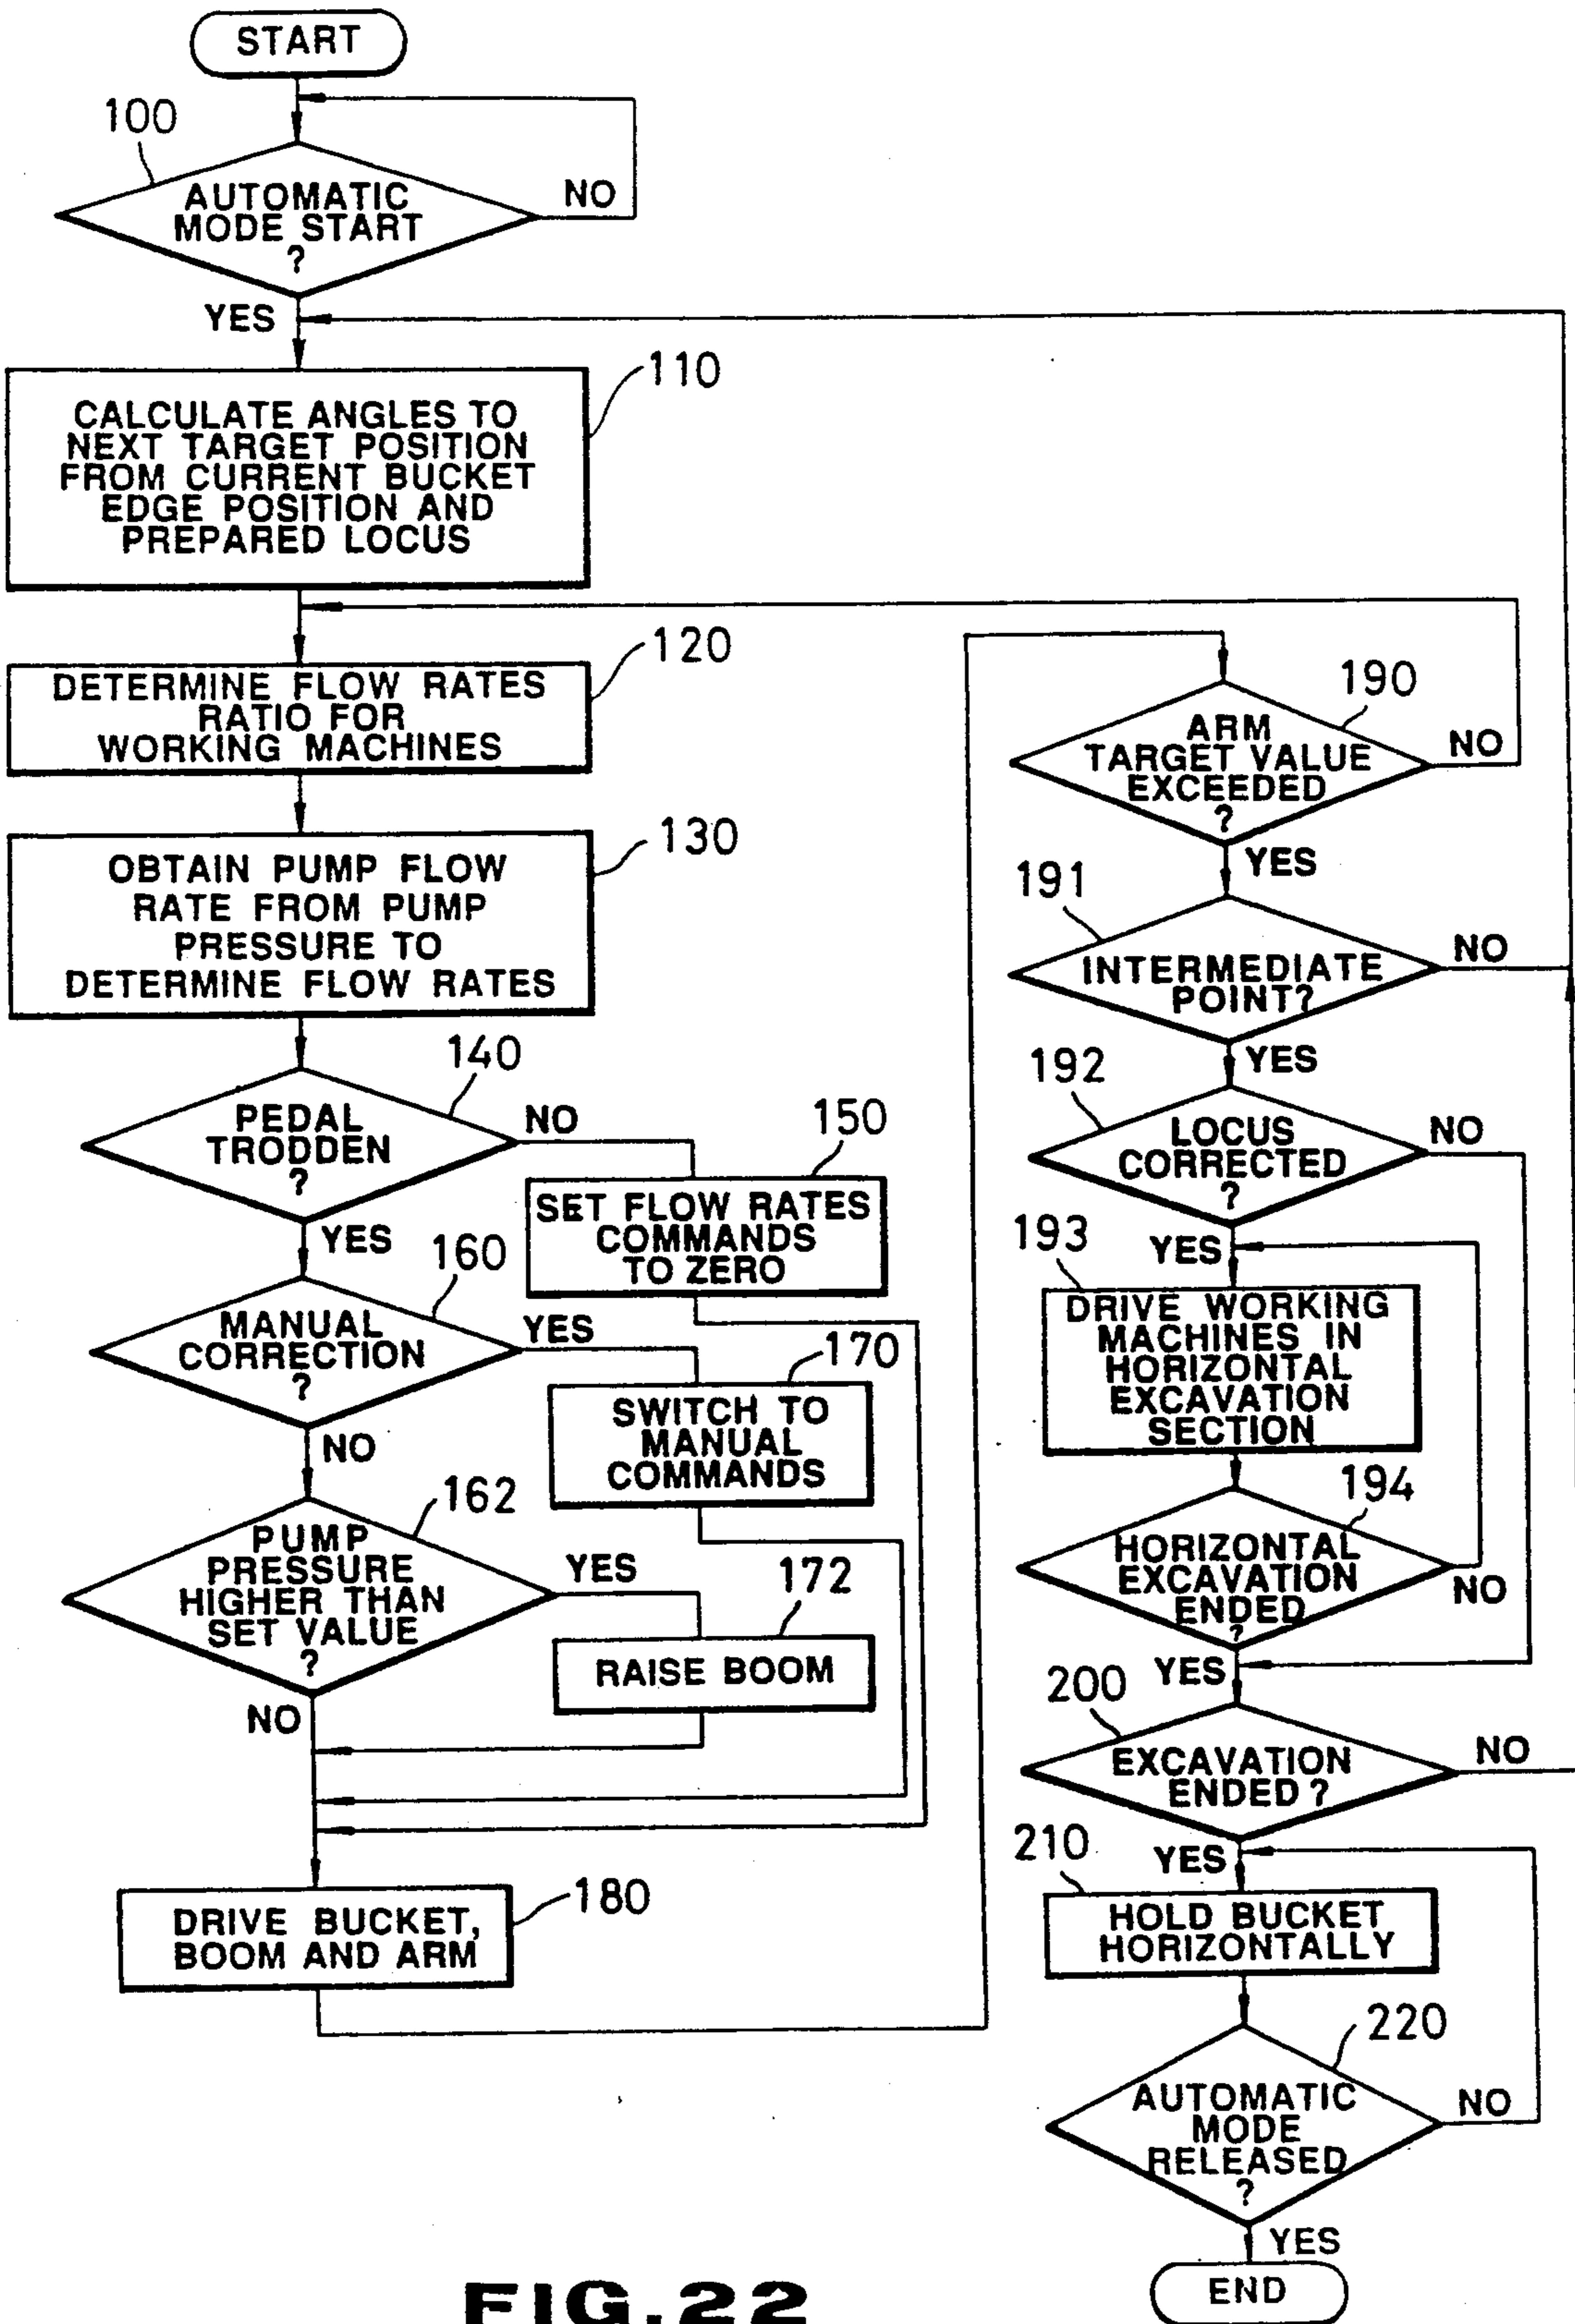 START
100
AUTOMATIC
MODE START
?
NO
YES
110
CALCULATE ANGLES TO
NEXT TARGET POSITION
FROM CURRENT BUCKET
EDGE POSITION AND
PREPARED LOCUS
120
DETERMINE FLOW RATES
RATIO FOR
WORKING MACHINES
130
OBTAIN PUMP FLOW
RATE FROM PUMP
PRESSURE TO
DETERMINE FLOW RATES
140
PEDAL
TRODDEN
?
NO
YES
150
SET FLOW RATES
COMMANDS
TO ZERO
160
MANUAL
CORRECTION
?
YES
NO
170
SWITCH TO
MANUAL
COMMANDS
162
PUMP
PRESSURE
HIGHER THAN
SET VALUE
?
YES
NO
172
RAISE BOOM
180
DRIVE BUCKET,
BOOM AND ARM
190
ARM
TARGET VALUE
EXCEEDED
?
NO
YES
191
INTERMEDIATE
POINT?
NO
YES
192
LOCUS
CORRECTED
?
NO
YES
193
DRIVE WORKING
MACHINES IN
HORIZONTAL
EXCAVATION
SECTION
194
HORIZONTAL
EXCAVATION
ENDED
?
NO
YES
200
EXCAVATION
ENDED?
NO
YES
210
HOLD BUCKET
HORIZONTALLY
220
AUTOMATIC
MODE
RELEASED
?
NO
YES
END
FIG.22